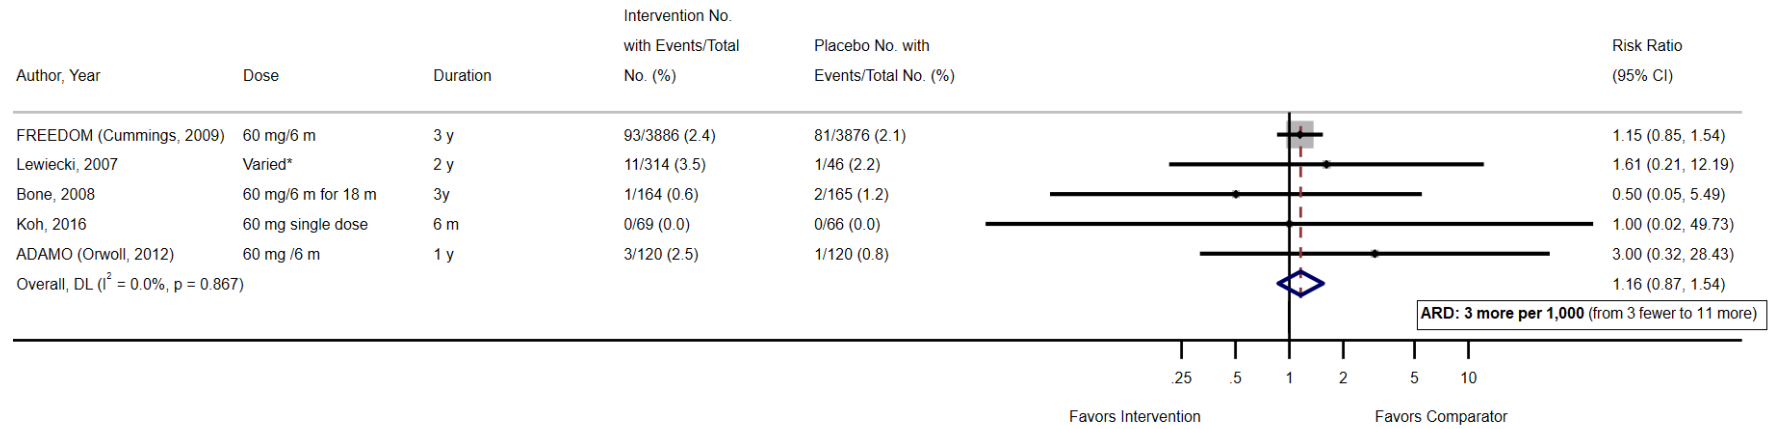 Intervention No.
with Events/Total Placebo No. with Risk Ratio
Author, Year Dose Duration No. (%) Events/Total No. (%) (95% CI)
FREEDOM (Cummings, 2009) 60 mg/6 m 3 y 93/3886 (2.4) 81/3876 (2.1) 1.15 (0.85, 1.54)
Lewiecki, 2007 Varied* 2 y 11/314 (3.5) 1/46 (2.2) 1.61 (0.21, 12.19)
Bone, 2008 60 mg/6 m for 18 m 3y 1/164 (0.6) 2/165 (1.2) 0.50 (0.05, 5.49)
Koh, 2016 60 mg single dose 6 m 0/69 (0.0) 0/66 (0.0) 1.00 (0.02, 49.73)
ADAMO (Orwoll, 2012) 60 mg /6 m 1 y 3/120 (2.5) 1/120 (0.8) 3.00 (0.32, 28.43)
Overall, DL (I² = 0.0%, p = 0.867) 1.16 (0.87, 1.54)
ARD: 3 more per 1,000 (from 3 fewer to 11 more)
.25 .5 1 2 5 10
Favors Intervention Favors Comparator